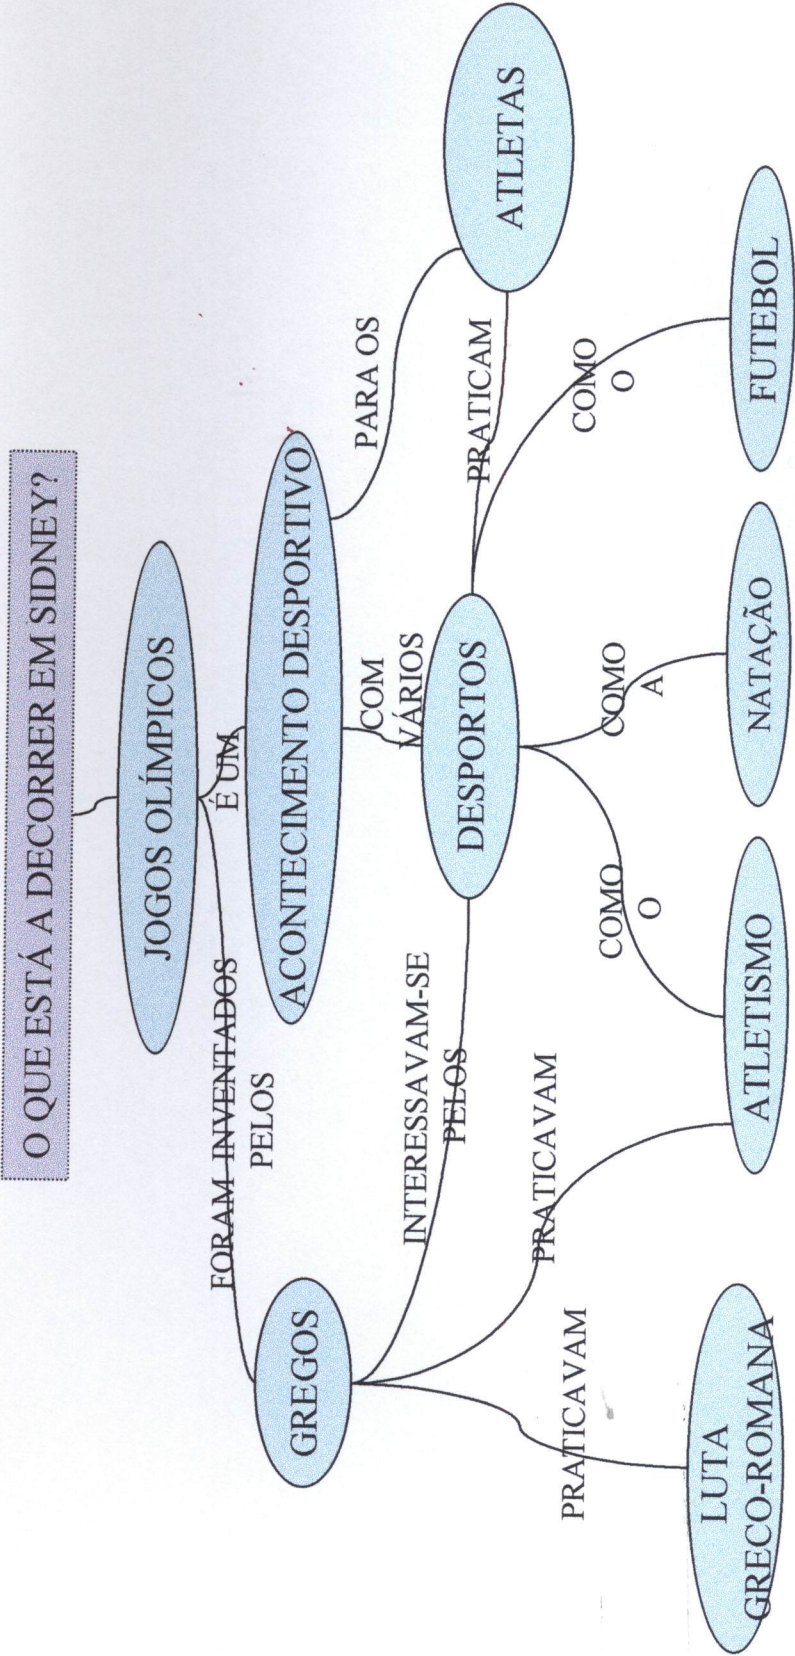 O QUE ESTÁ A DECORRER EM SIDNEY?
JOGOS OLÍMPICOS
FORAM INVENTADOS
PELOS
É UM
GREGOS
ACONTECIMENTO DESPORTIVO
PARA OS
COM
VÁRIOS
INTERESSAVAM-SE
PELOS
DESPORTOS
PRATICAM
ATLETAS
PRATICAVAM
PRATICAVAM
COMO
O
COMO
A
COMO
O
LUTA
GRECO-ROMANA
ATLETISMO
NATAÇÃO
FUTEBOL